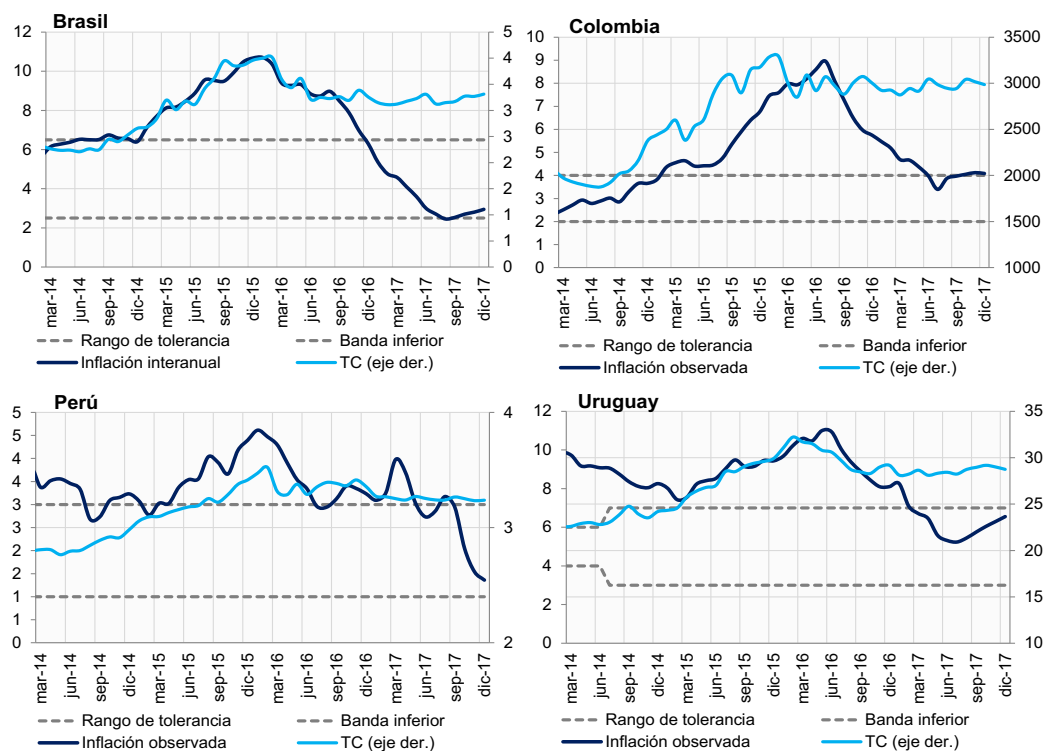 Brasil
12
10
8
6
4
2
0
5
4
4
3
3
2
2
1
1
0
mar-14
jun-14
sep-14
dic-14
mar-15
jun-15
sep-15
dic-15
mar-16
jun-16
sep-16
dic-16
mar-17
jun-17
sep-17
dic-17
Rango de tolerancia
Banda inferior
Inflación interanual
TC (eje der.)
Colombia
10
9
8
7
6
5
4
3
2
1
0
3500
3000
2500
2000
1500
1000
mar-14
jun-14
sep-14
dic-14
mar-15
jun-15
sep-15
dic-15
mar-16
jun-16
sep-16
dic-16
mar-17
jun-17
sep-17
dic-17
Rango de tolerancia
Banda inferior
Inflación observada
TC (eje der.)
Perú
5
5
4
4
3
3
2
2
1
1
0
4
3
2
mar-14
jun-14
sep-14
dic-14
mar-15
jun-15
sep-15
dic-15
mar-16
jun-16
sep-16
dic-16
mar-17
jun-17
sep-17
dic-17
Rango de tolerancia
Banda inferior
Inflación observada
TC (eje der.)
Uruguay
12
10
8
6
4
2
0
35
30
25
20
15
10
mar-14
jun-14
sep-14
dic-14
mar-15
jun-15
sep-15
dic-15
mar-16
jun-16
sep-16
dic-16
mar-17
jun-17
sep-17
dic-17
Rango de tolerancia
Banda inferior
Inflación observada
TC (eje der.)